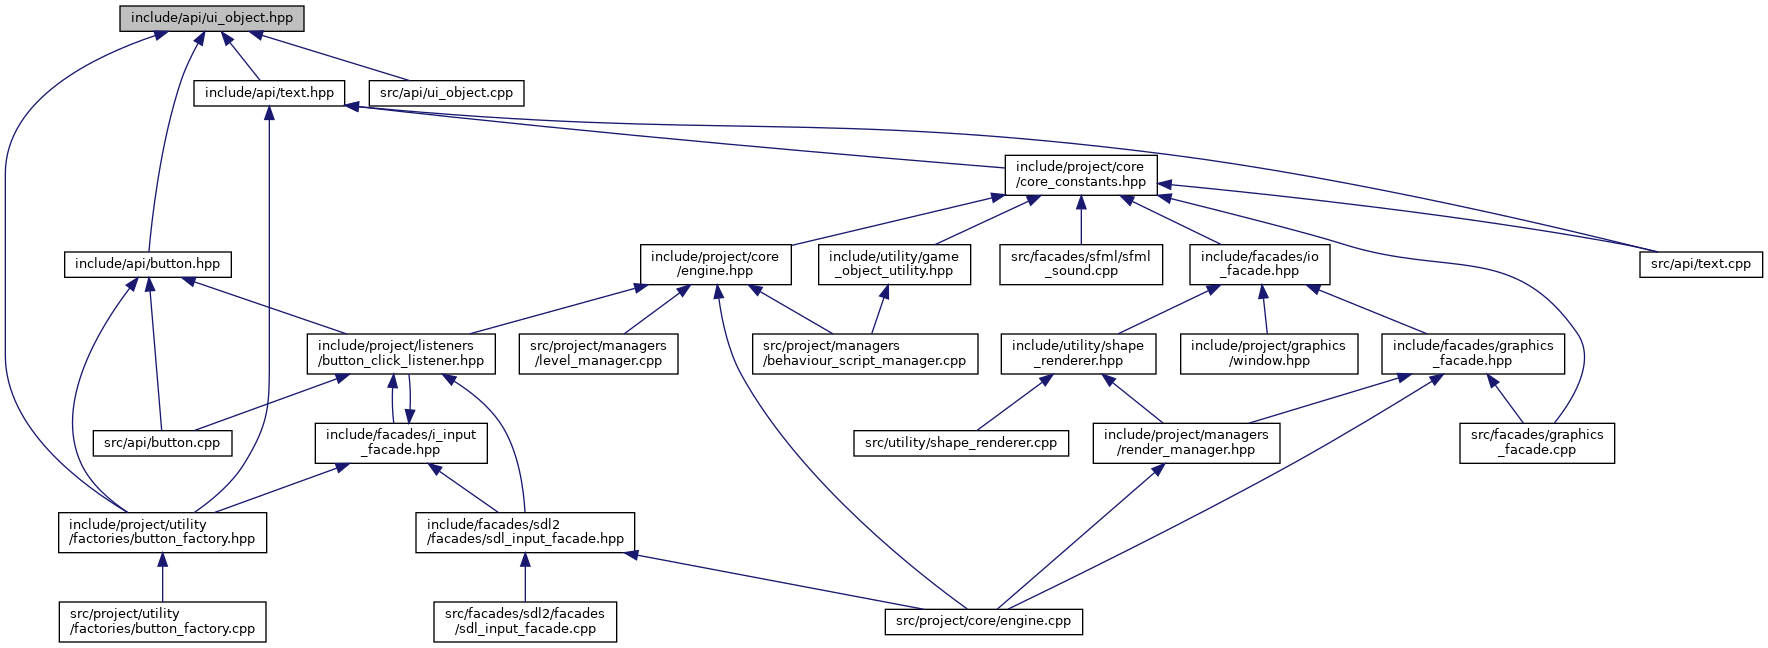 include/api/ui_object.hpp
include/api/text.hpp
src/api/ui_object.cpp
include/project/core
/core_constants.hpp
include/api/button.hpp
include/project/core
/engine.hpp
include/utility/game
_object_utility.hpp
src/facades/sfml/sfml
_sound.cpp
include/facades/io
_facade.hpp
src/api/text.cpp
include/project/listeners
/button_click_listener.hpp
src/project/managers
/level_manager.cpp
src/project/managers
/behaviour_script_manager.cpp
include/utility/shape
_renderer.hpp
include/project/graphics
/window.hpp
include/facades/graphics
_facade.hpp
src/api/button.cpp
include/facades/i_input
_facade.hpp
src/utility/shape_renderer.cpp
include/project/managers
/render_manager.hpp
src/facades/graphics
_facade.cpp
include/project/utility
/factories/button_factory.hpp
include/facades/sdl2
/facades/sdl_input_facade.hpp
src/project/utility
/factories/button_factory.cpp
src/facades/sdl2/facades
/sdl_input_facade.cpp
src/project/core/engine.cpp